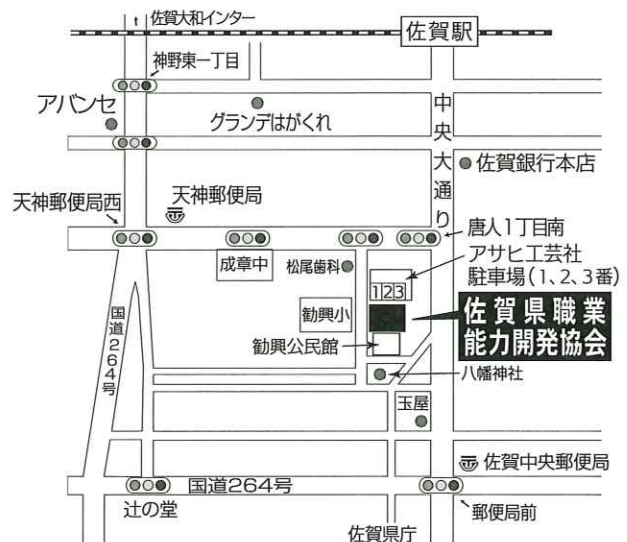 佐賀大和インター
佐賀駅
神野東一丁目
アバンセ
グランデはがくれ
中央大通り
佐賀銀行本店
天神郵便局西
天神郵便局
唐人1丁目南
アサヒ工芸社
駐車場(1、2、3番)
成章中
松尾歯科
123
勧興小
佐賀県職業
能力開発協会
勧興公民館
国道264号
八幡神社
玉屋
佐賀中央郵便局
国道264号
辻の堂
郵便局前
佐賀県庁